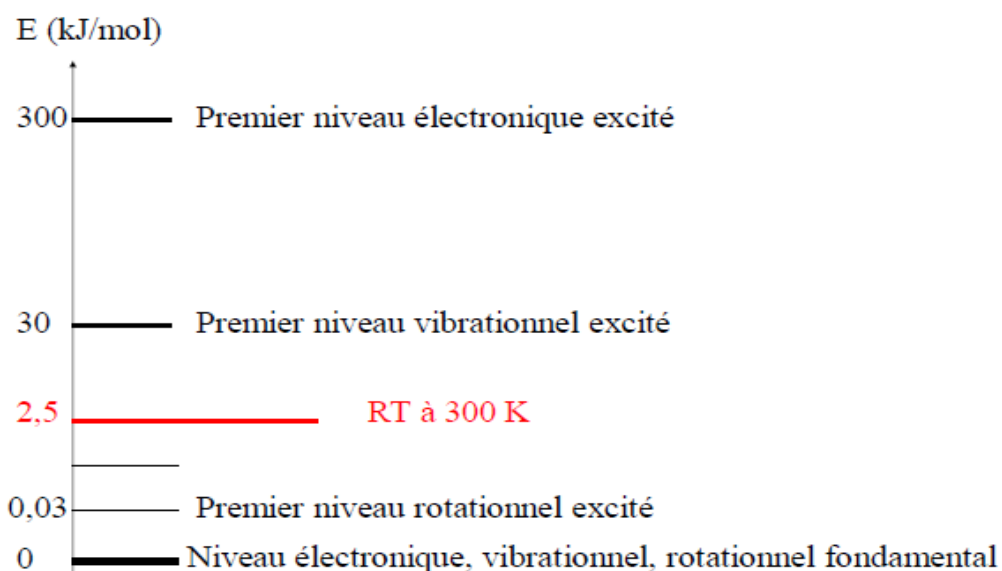 E (kJ/mol)
300 Premier niveau électronique excité
30 Premier niveau vibrationnel excité
2,5 RT à 300 K
0,03 Premier niveau rotationnel excité
0 Niveau électronique, vibrationnel, rotationnel fondamental